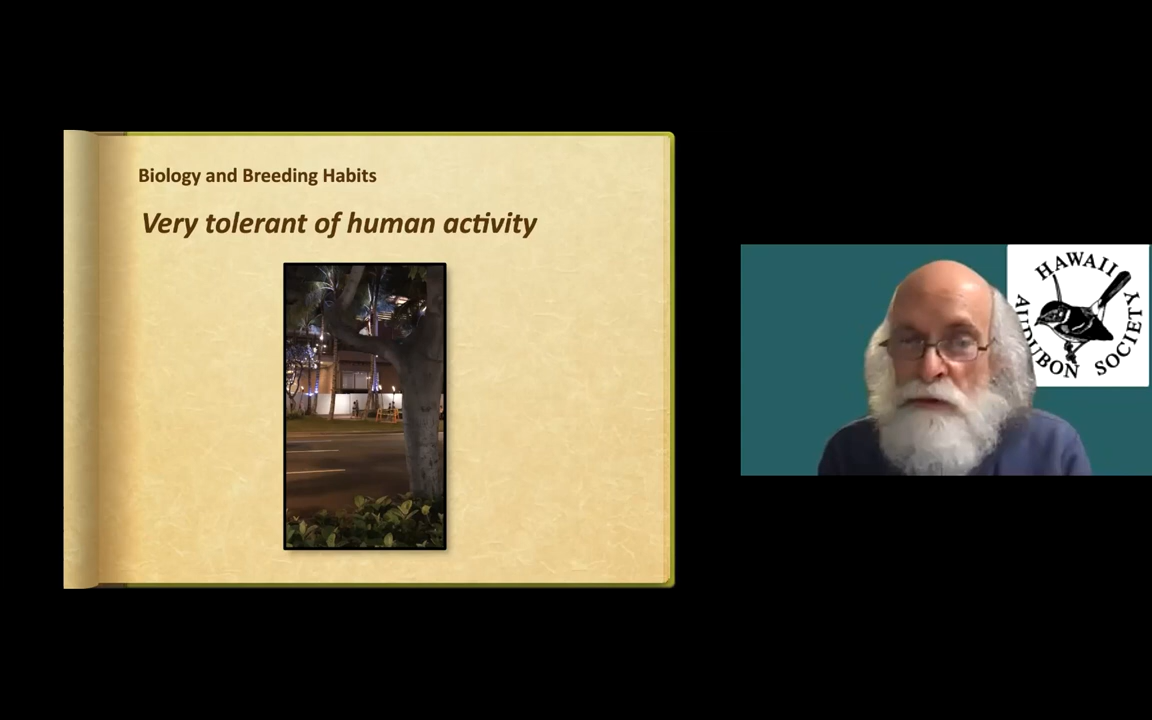 Biology and Breeding Habits
Very tolerant of human activity
HAWAII
AUDUBON SOCIETY